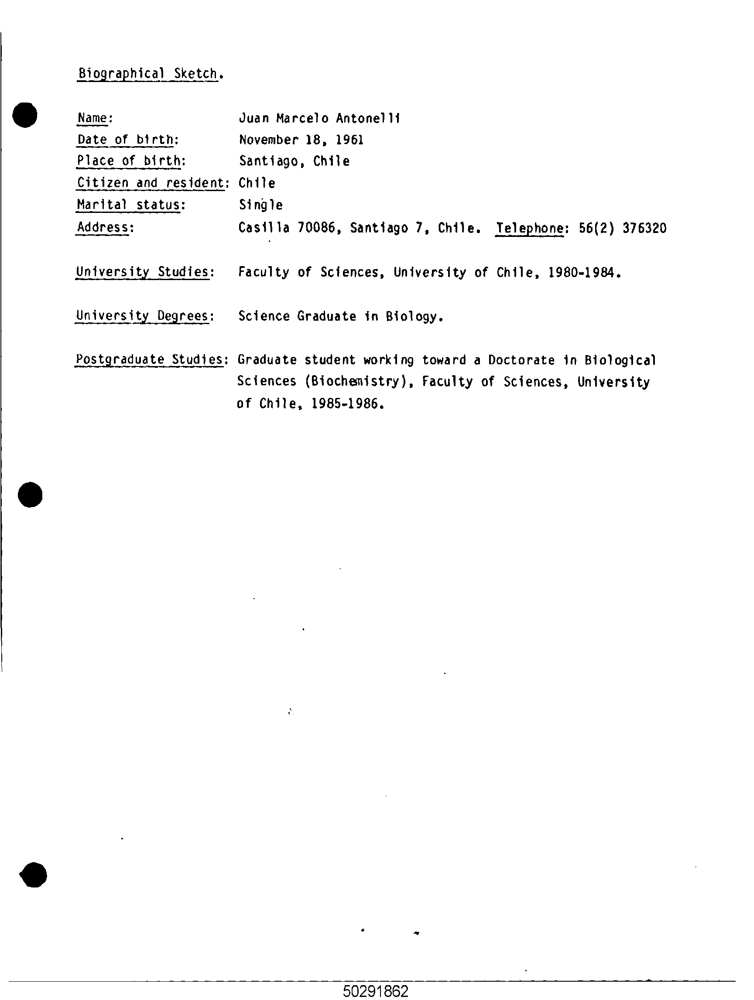 Biographical Sketch.
Name: Juan Marcelo Antonelli
Date of birth: November 18, 1961
Place of birth: Santiago, Chile
Citizen and resident: Chile
Marital status: Single
Address: Casilla 70086, Santiago 7, Chile. Telephone: 56(2) 376320
University Studies: Faculty of Sciences, University of Chile, 1980-1984.
University Degrees: Science Graduate in Biology.
Postgraduate Studies: Graduate student working toward a Doctorate in Biological
Sciences (Biochemistry), Faculty of Sciences, University
of Chile, 1985-1986.
50291862